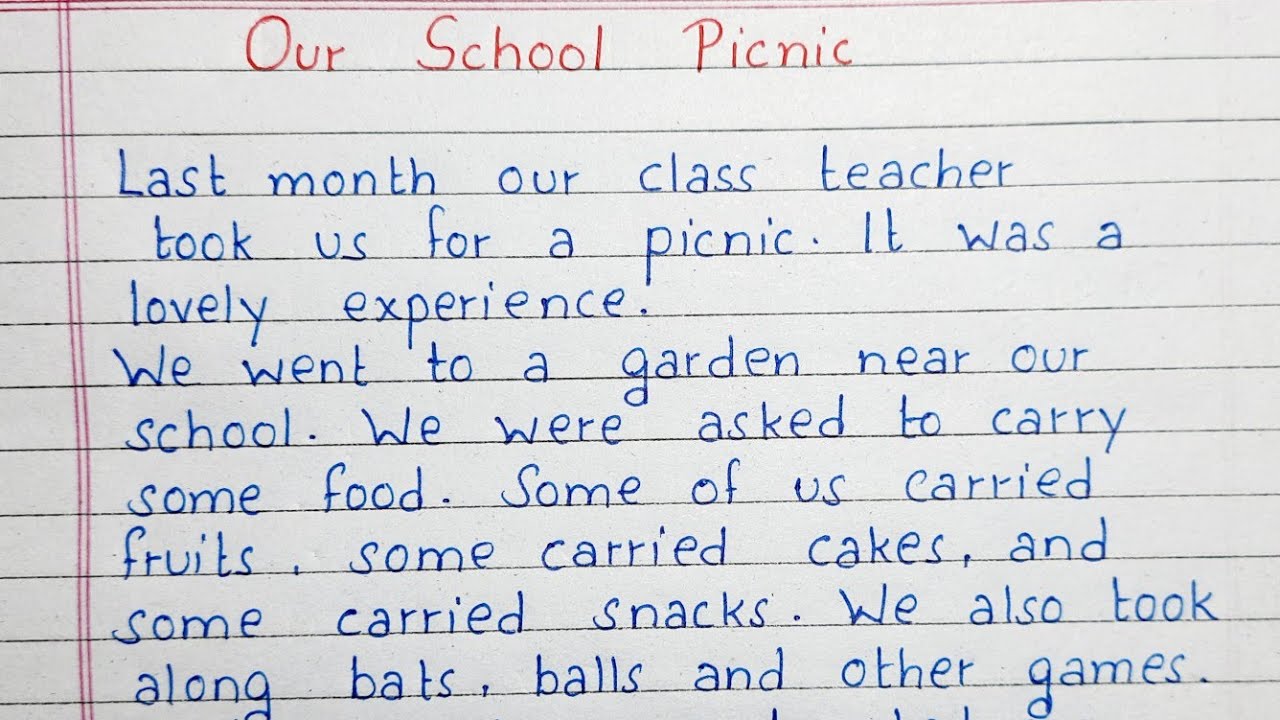 Our School Picnic
Last month our class teacher
took us for a picnic. It was a
lovely experience.
We went to a garden near our
school. We were asked to carry
some food. Some of us carried
fruits, some carried cakes, and
some carried snacks. We also took
along bats, balls and other games.